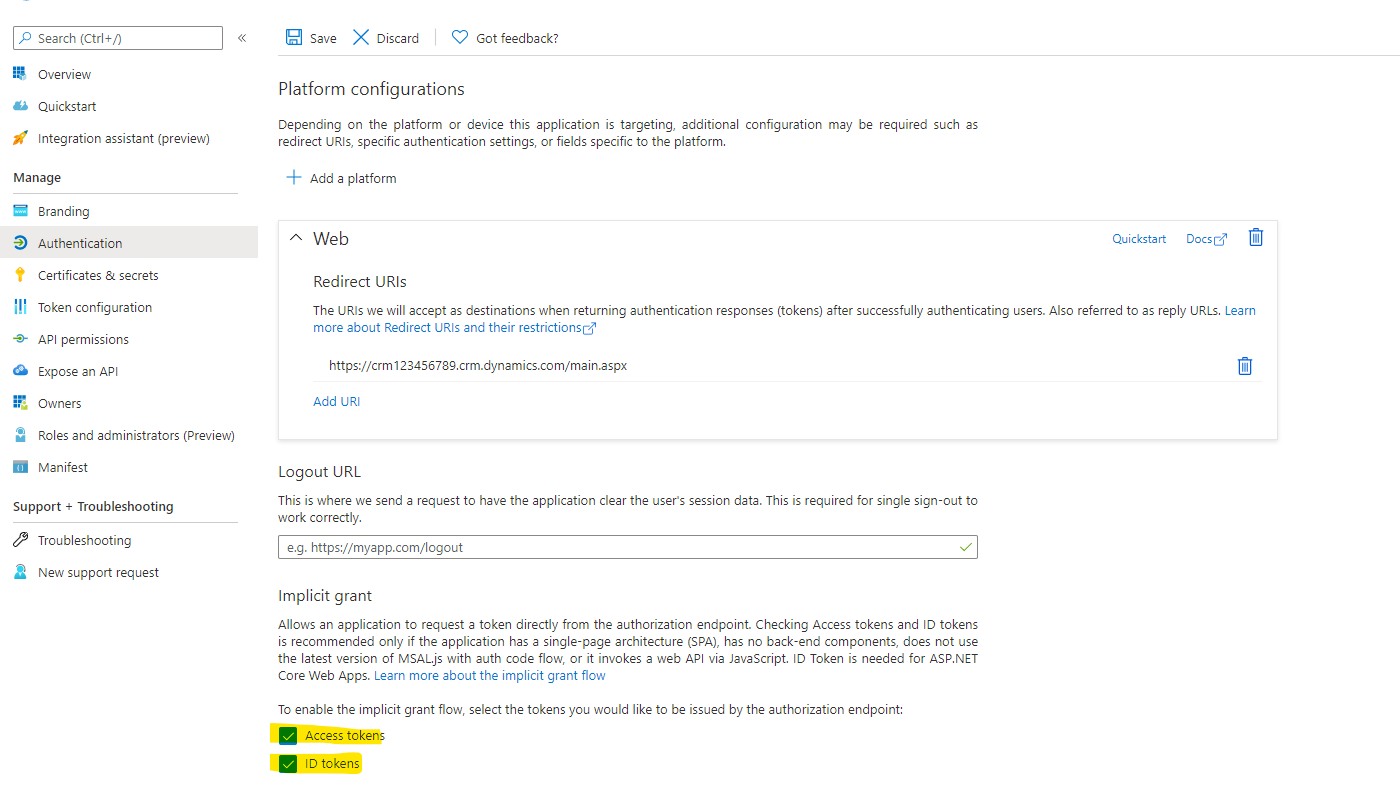 Search (Ctrl+/)
«
Overview
Quickstart
Integration assistant (preview)
Manage
Branding
Authentication
Certificates & secrets
Token configuration
API permissions
Expose an API
Owners
Roles and administrators (Preview)
Manifest
Support + Troubleshooting
Troubleshooting
New support request
Save Discard Got feedback?
Platform configurations
Depending on the platform or device this application is targeting, additional configuration may be required such as
redirect URIs, specific authentication settings, or fields specific to the platform.
Add a platform
Web Quickstart Docs
Redirect URIs
The URIs we will accept as destinations when returning authentication responses (tokens) after successfully authenticating users. Also referred to as reply URLs. Learn
more about Redirect URIs and their restrictions
https://crm123456789.crm.dynamics.com/main.aspx
Add URI
Logout URL
This is where we send a request to have the application clear the user's session data. This is required for single sign-out to
work correctly.
e.g. https://myapp.com/logout
Implicit grant
Allows an application to request a token directly from the authorization endpoint. Checking Access tokens and ID tokens
is recommended only if the application has a single-page architecture (SPA), has no back-end components, does not use
the latest version of MSAL.js with auth code flow, or it invokes a web API via JavaScript. ID Token is needed for ASP.NET
Core Web Apps. Learn more about the implicit grant flow
To enable the implicit grant flow, select the tokens you would like to be issued by the authorization endpoint:
Access tokens
ID tokens